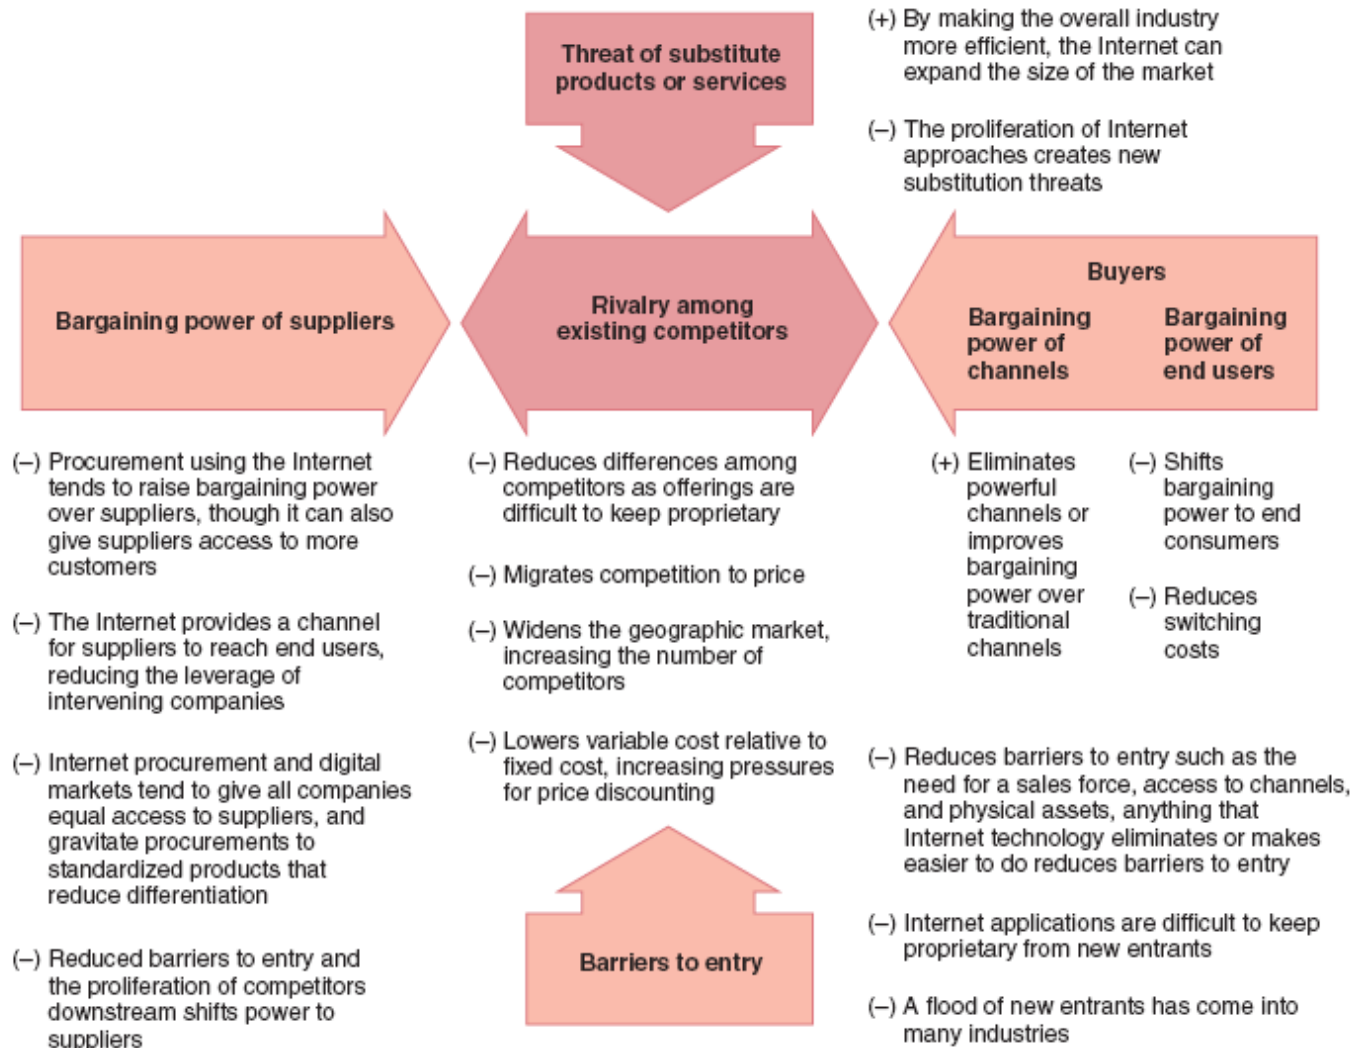 Threat of substitute
products or services
(+) By making the overall industry
more efficient, the Internet can
expand the size of the market
(–) The proliferation of Internet
approaches creates new
substitution threats
Bargaining power of suppliers
Rivalry among
existing competitors
Buyers
Bargaining
power of
channels
Bargaining
power of
end users
(–) Procurement using the Internet
tends to raise bargaining power
over suppliers, though it can also
give suppliers access to more
customers
(–) The Internet provides a channel
for suppliers to reach end users,
reducing the leverage of
intervening companies
(–) Internet procurement and digital
markets tend to give all companies
equal access to suppliers, and
gravitate procurements to
standardized products that
reduce differentiation
(–) Reduced barriers to entry and
the proliferation of competitors
downstream shifts power to
suppliers
(–) Reduces differences among
competitors as offerings are
difficult to keep proprietary
(–) Migrates competition to price
(–) Widens the geographic market,
increasing the number of
competitors
(–) Lowers variable cost relative to
fixed cost, increasing pressures
for price discounting
(+) Eliminates
powerful
channels or
improves
bargaining
power over
traditional
channels
(–) Shifts
bargaining
power to end
consumers
(–) Reduces
switching
costs
Barriers to entry
(–) Reduces barriers to entry such as the
need for a sales force, access to channels,
and physical assets, anything that
Internet technology eliminates or makes
easier to do reduces barriers to entry
(–) Internet applications are difficult to keep
proprietary from new entrants
(–) A flood of new entrants has come into
many industries